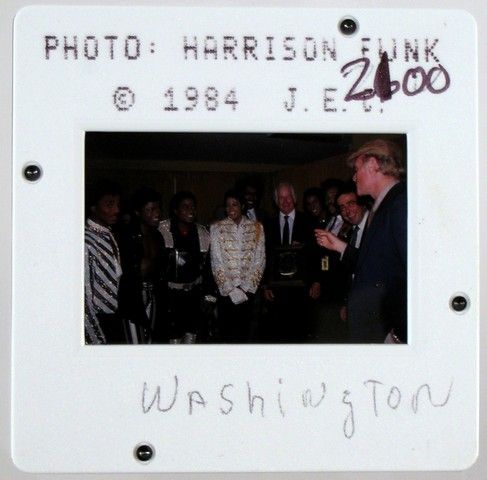 PHOTO: HARRISON FUNK
2600
© 1984 J.E.C.
WAShiNgTON